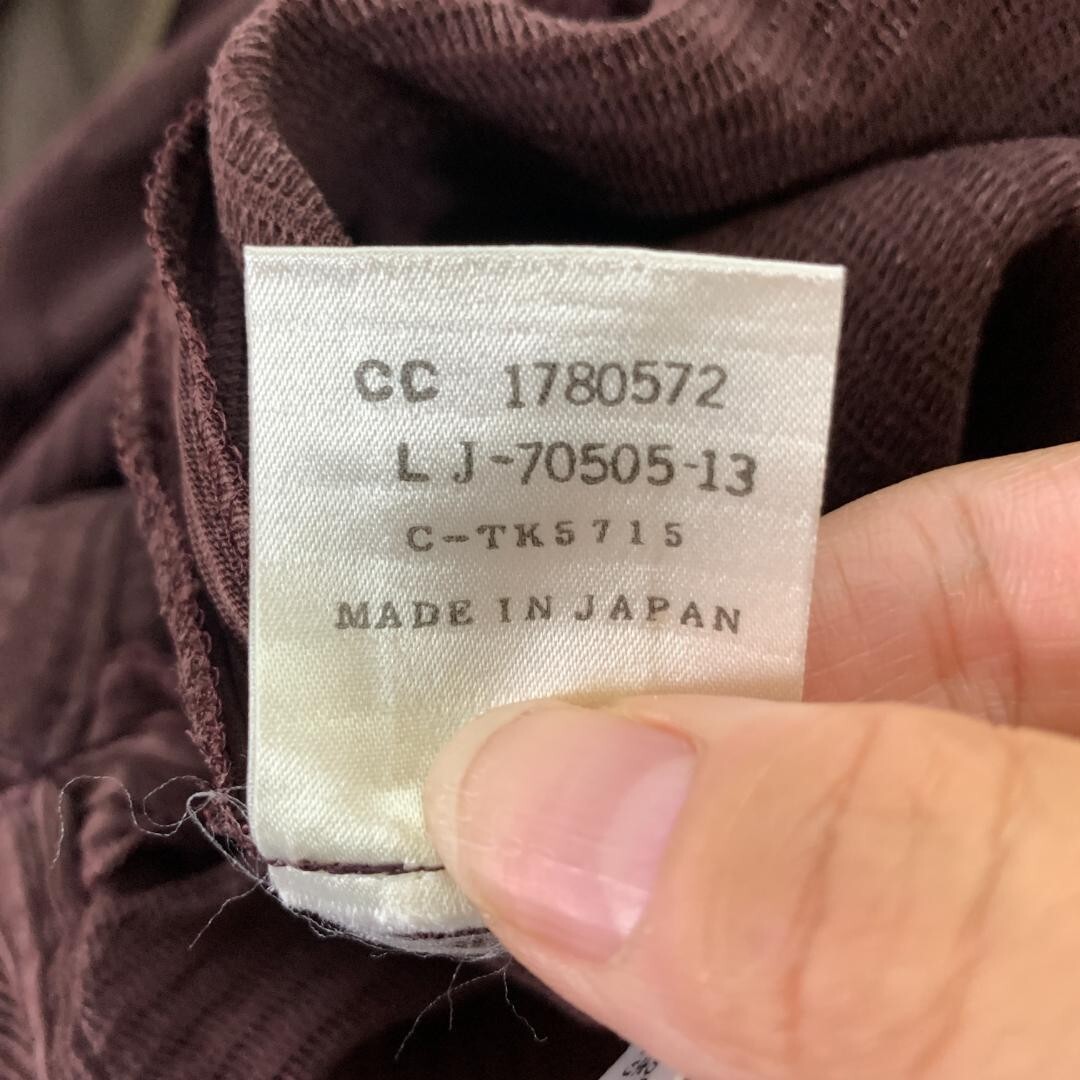 CC 1780572
LJ-70505-13
C-TK5715
MADE IN JAPAN